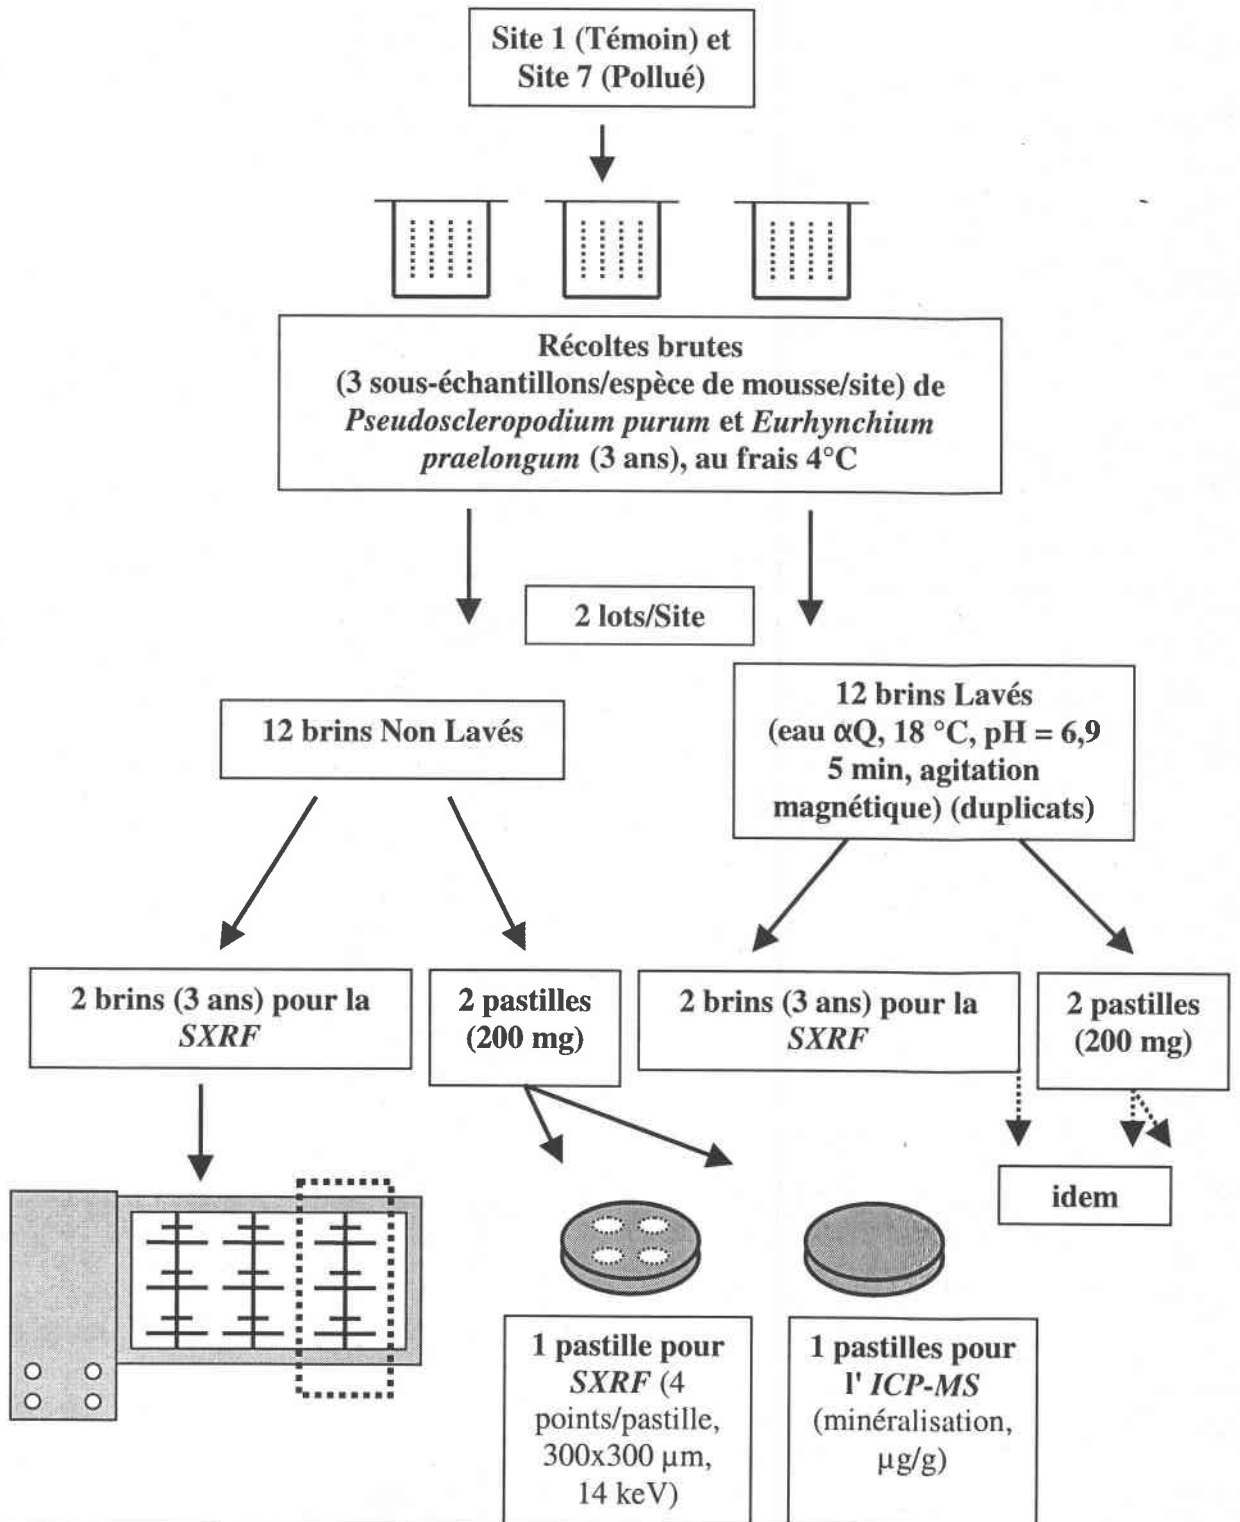 Site 1 (Témoin) et
Site 7 (Pollué)
Récoltes brutes
(3 sous-échantillons/espèce de mousse/site) de
Pseudoscleropodium purum et Eurhynchium
praelongum (3 ans), au frais 4°C
2 lots/Site
12 brins Non Lavés
12 brins Lavés
(eau αQ, 18 °C, pH = 6,9
5 min, agitation
magnétique) (duplicats)
2 brins (3 ans) pour la
SXRF
2 pastilles
(200 mg)
2 brins (3 ans) pour la
SXRF
2 pastilles
(200 mg)
idem
1 pastille pour
SXRF (4
points/pastille,
300x300 µm,
14 keV)
1 pastilles pour
l' ICP-MS
(minéralisation,
µg/g)